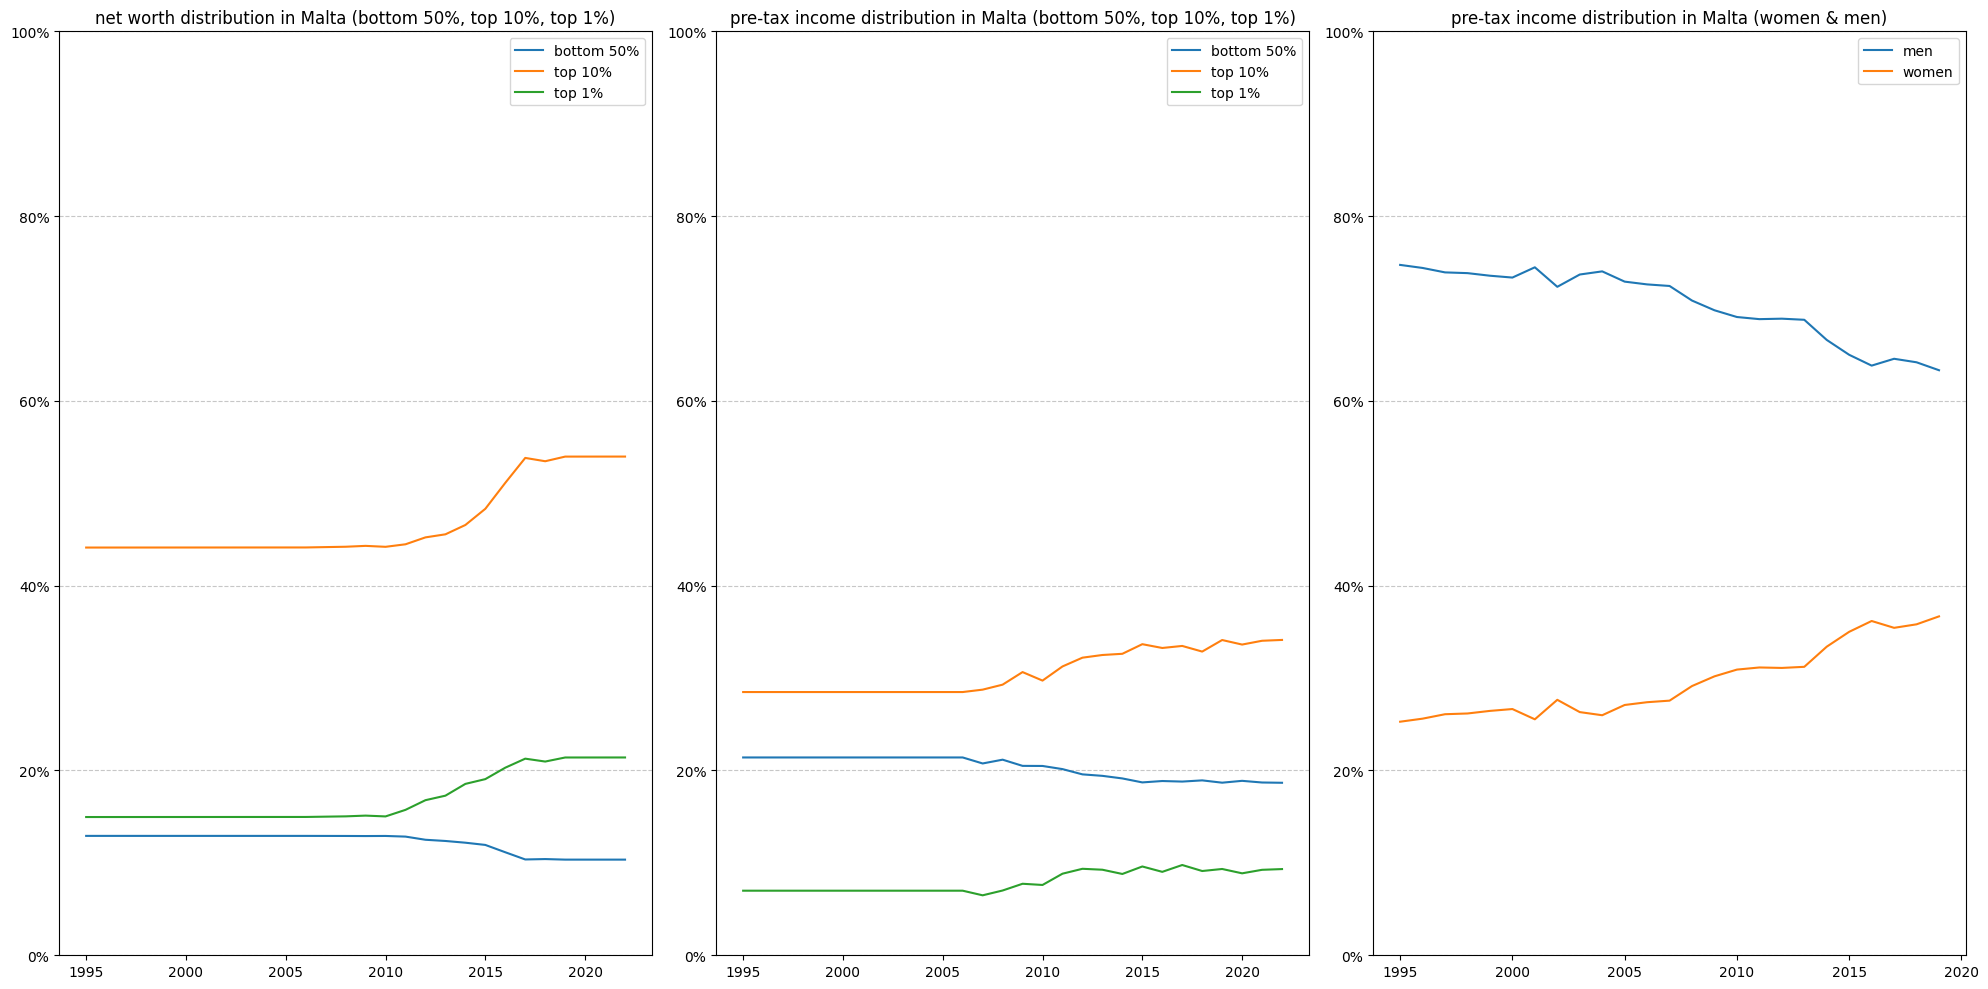 net worth distribution in Malta (bottom 50%, top 10%, top 1%)
100%
80%
60%
40%
20%
0%
1995 2000 2005 2010 2015 2020
bottom 50%
top 10%
top 1%
pre-tax income distribution in Malta (bottom 50%, top 10%, top 1%)
100%
80%
60%
40%
20%
0%
1995 2000 2005 2010 2015 2020
bottom 50%
top 10%
top 1%
pre-tax income distribution in Malta (women & men)
100%
80%
60%
40%
20%
0%
1995 2000 2005 2010 2015 2020
men
women